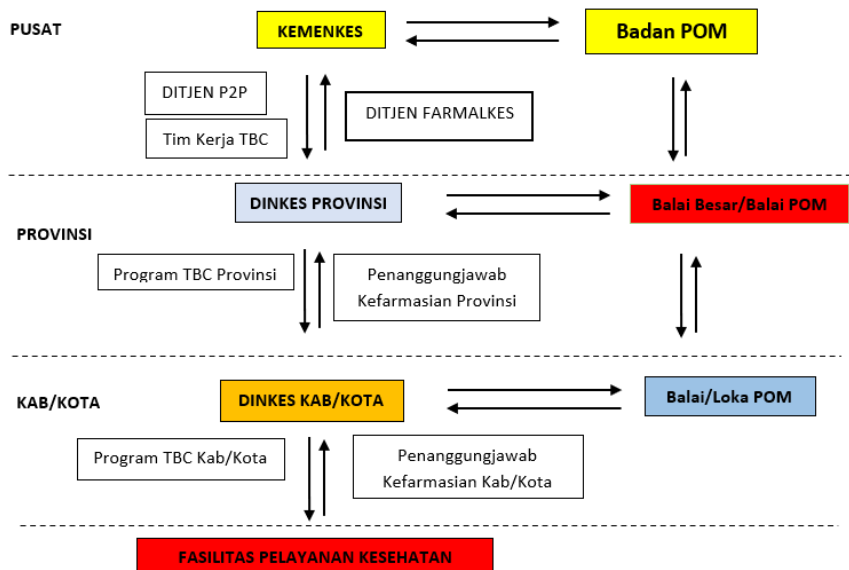 PUSAT
KEMENKES
Badan POM
DITJEN P2P
DITJEN FARMALKES
Tim Kerja TBC
DINKES PROVINSI
Balai Besar/Balai POM
PROVINSI
Program TBC Provinsi
Penanggungjawab
Kefarmasian Provinsi
KAB/KOTA
DINKES KAB/KOTA
Balai/Loka POM
Program TBC Kab/Kota
Penanggungjawab
Kefarmasian Kab/Kota
FASILITAS PELAYANAN KESEHATAN